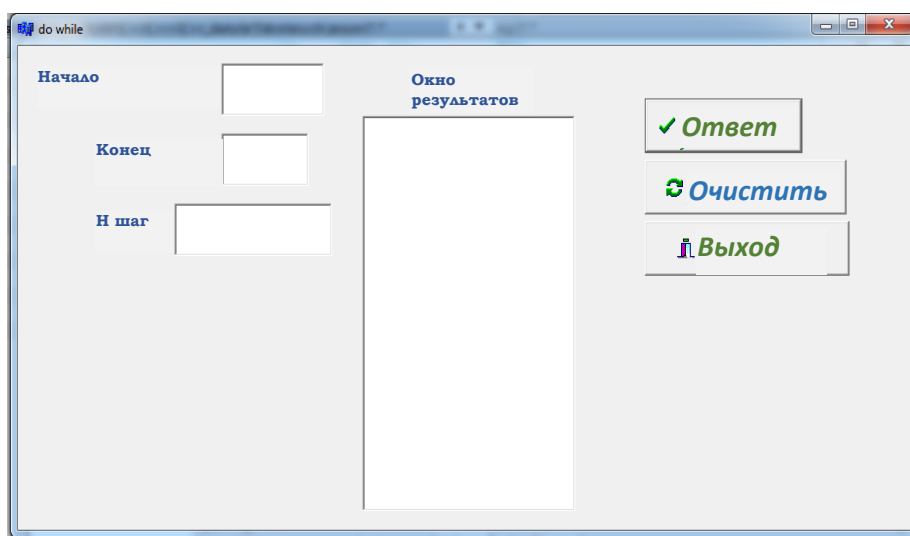 do while
Начало
Окно
результатов
Ответ
Конец
Очистить
Н шаг
Выход